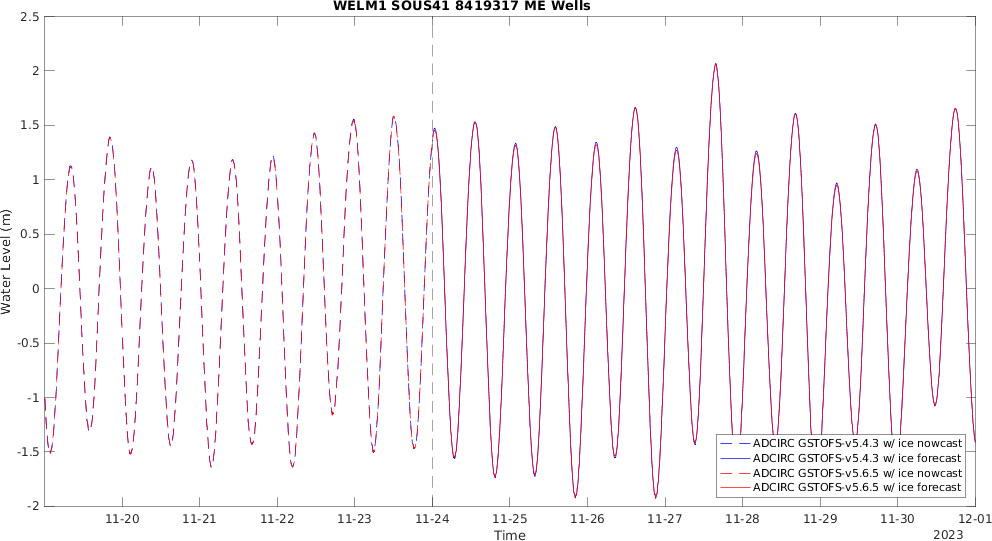 WELM1 SOUS41 8419317 ME Wells
2.5
2
1.5
1
0.5
0
-0.5
-1
-1.5
-2
Water Level (m)
ADCIRC GSTOFS-v5.4.3 w/ ice nowcast
ADCIRC GSTOFS-v5.4.3 w/ ice forecast
ADCIRC GSTOFS-v5.6.5 w/ ice nowcast
ADCIRC GSTOFS-v5.6.5 w/ ice forecast
11-20 11-21 11-22 11-23 11-24 11-25 11-26 11-27 11-28 11-29 11-30 12-01
Time
2023